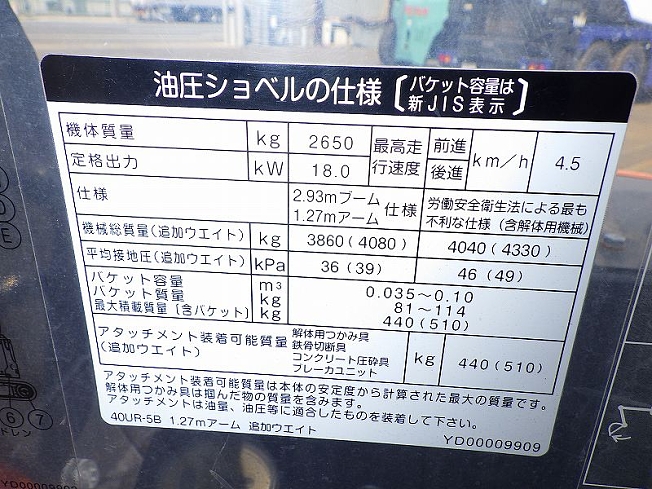 油圧ショベルの仕様 [バケット容量は新JIS表示]
機体質量 kg 2650 最高走行速度 前進 後進 km/h 4.5
定格出力 kW 18.0
仕様 2.93mブーム 1.27mアーム 仕様 労働安全衛生法による最も不利な仕様(含解体用機械)
機械総質量(追加ウエイト) kg 3860(4080) 4040(4330)
平均接地圧(追加ウエイト) kPa 36(39) 46(49)
バケット容量 m³ 0.035～0.10
バケット質量 kg 81～114
最大積載質量(含バケット) kg 440(510)
アタッチメント装着可能質量(追加ウエイト) 解体用つかみ具 鉄骨切断具 コンクリート圧砕具 ブレーカユニット kg 440(510)
アタッチメント装着可能質量は本体の安定度から計算された最大の質量です。
解体用つかみ具は掴んだ物の質量を含みます。
アタッチメントは油量、油圧等に適合したものを装着して下さい。
40UR-5B 1.27mアーム 追加ウエイト YD00009909
D
E
6 7
ドレン